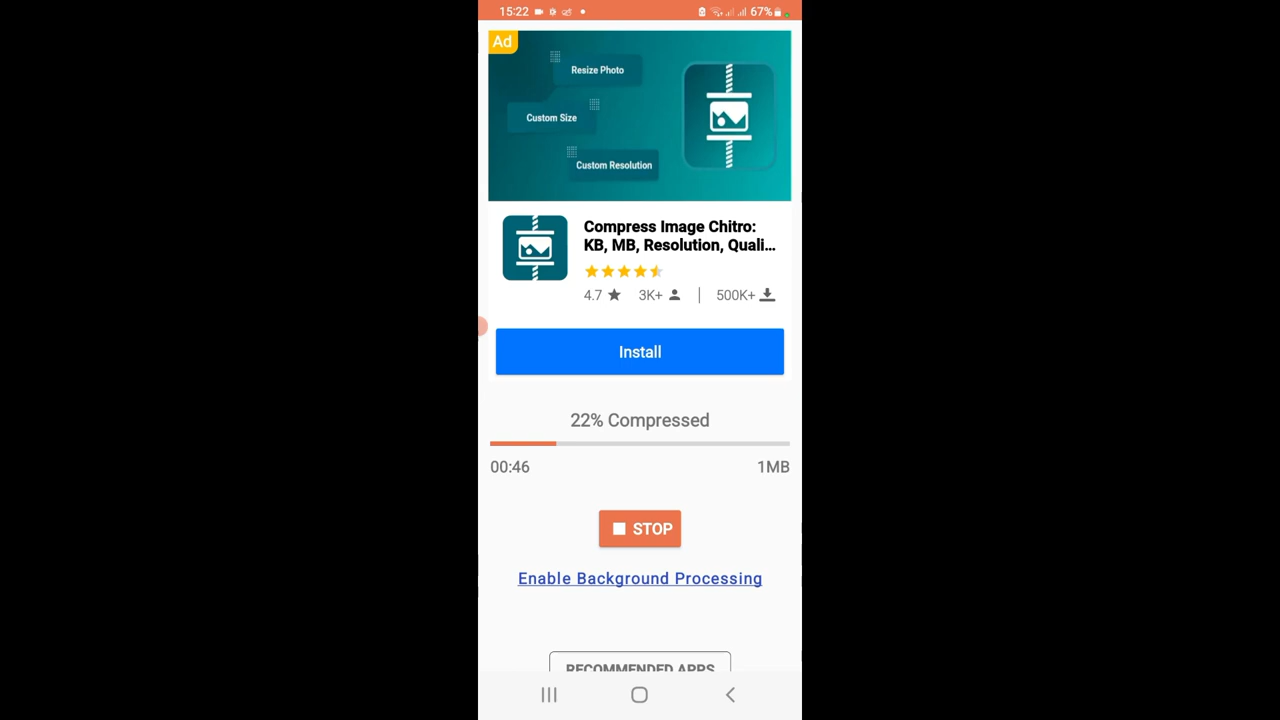 15:22
67%
Ad
Resize Photo
Custom Size
Custom Resolution
Compress Image Chitro:
KB, MB, Resolution, Quali...
4.7 3K+ | 500K+
Install
22% Compressed
00:46 1MB
STOP
Enable Background Processing
RECOMMENDED APPS